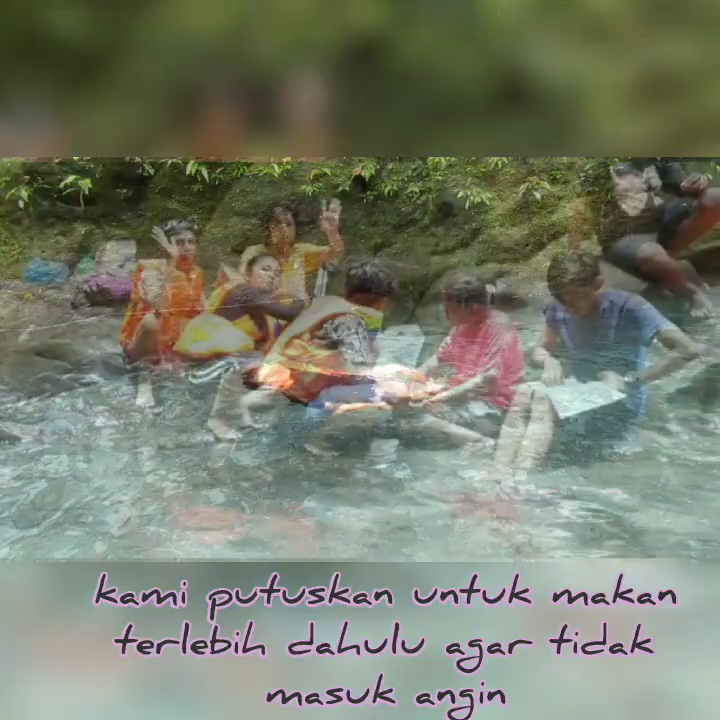 kami putuskan untuk makan
terlebih dahulu agar tidak
masuk angin